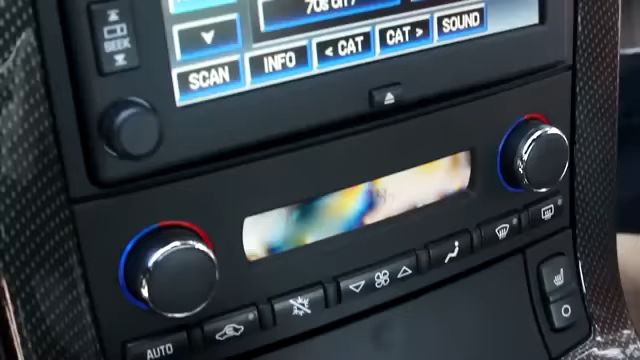 70s on 7
SEEK
SCAN
INFO
< CAT
CAT >
SOUND
AUTO